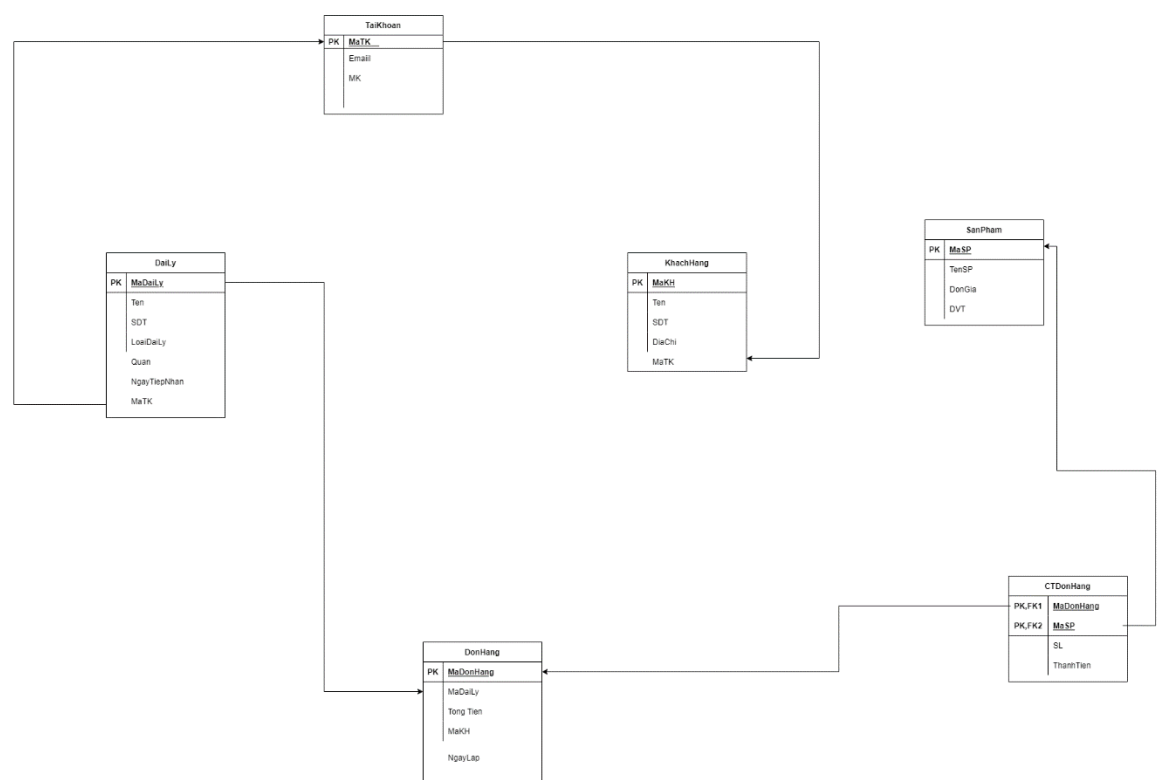 TaiKhoan
PK MaTK
Emaiil
MK
SanPham
PK MaSP
TenSP
DonGia
DVT
DaiLy
PK MaDaiLy
Ten
SDT
LoaiDaiLy
Quan
NgayTiepNhan
MaTK
KhachHang
PK MaKH
Ten
SDT
DiaChi
MaTK
CTDonHang
PK,FK1 MaDonHang
PK,FK2 MaSP
SL
ThanhTien
DonHang
PK MaDonHang
MaDaiLy
Tong Tien
MaKH
NgayLap